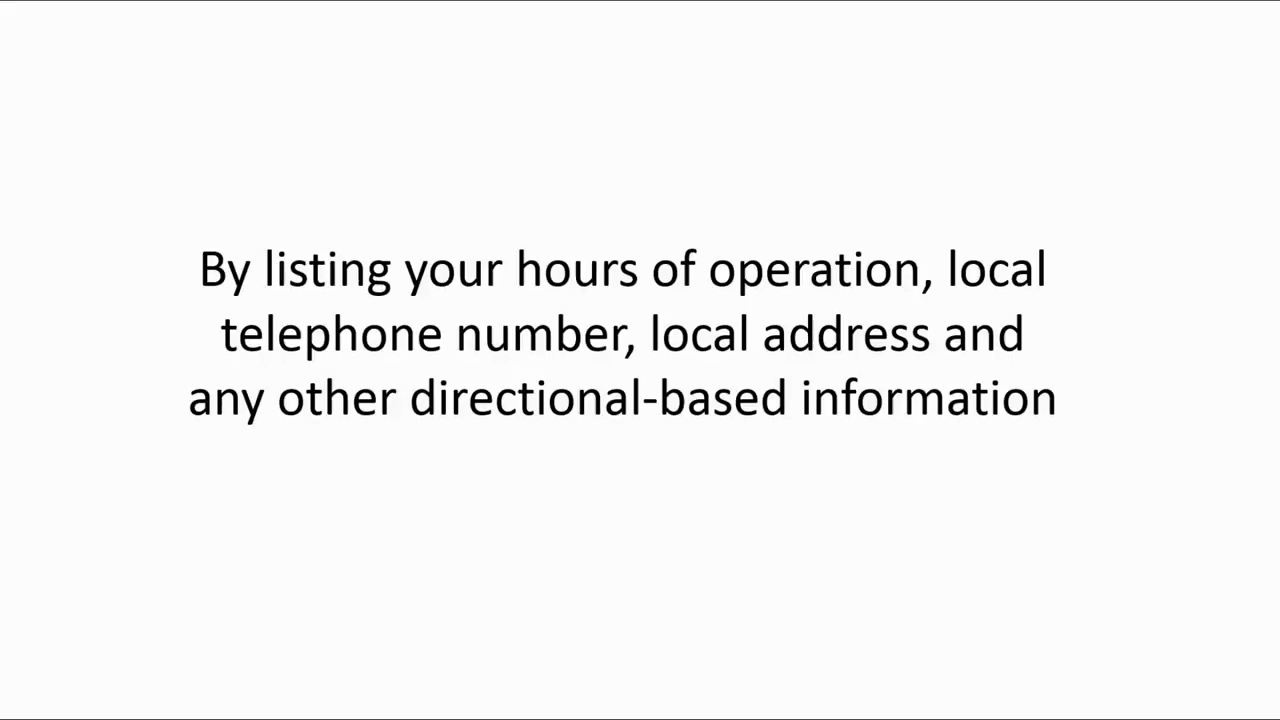 By listing your hours of operation, local
telephone number, local address and
any other directional-based information